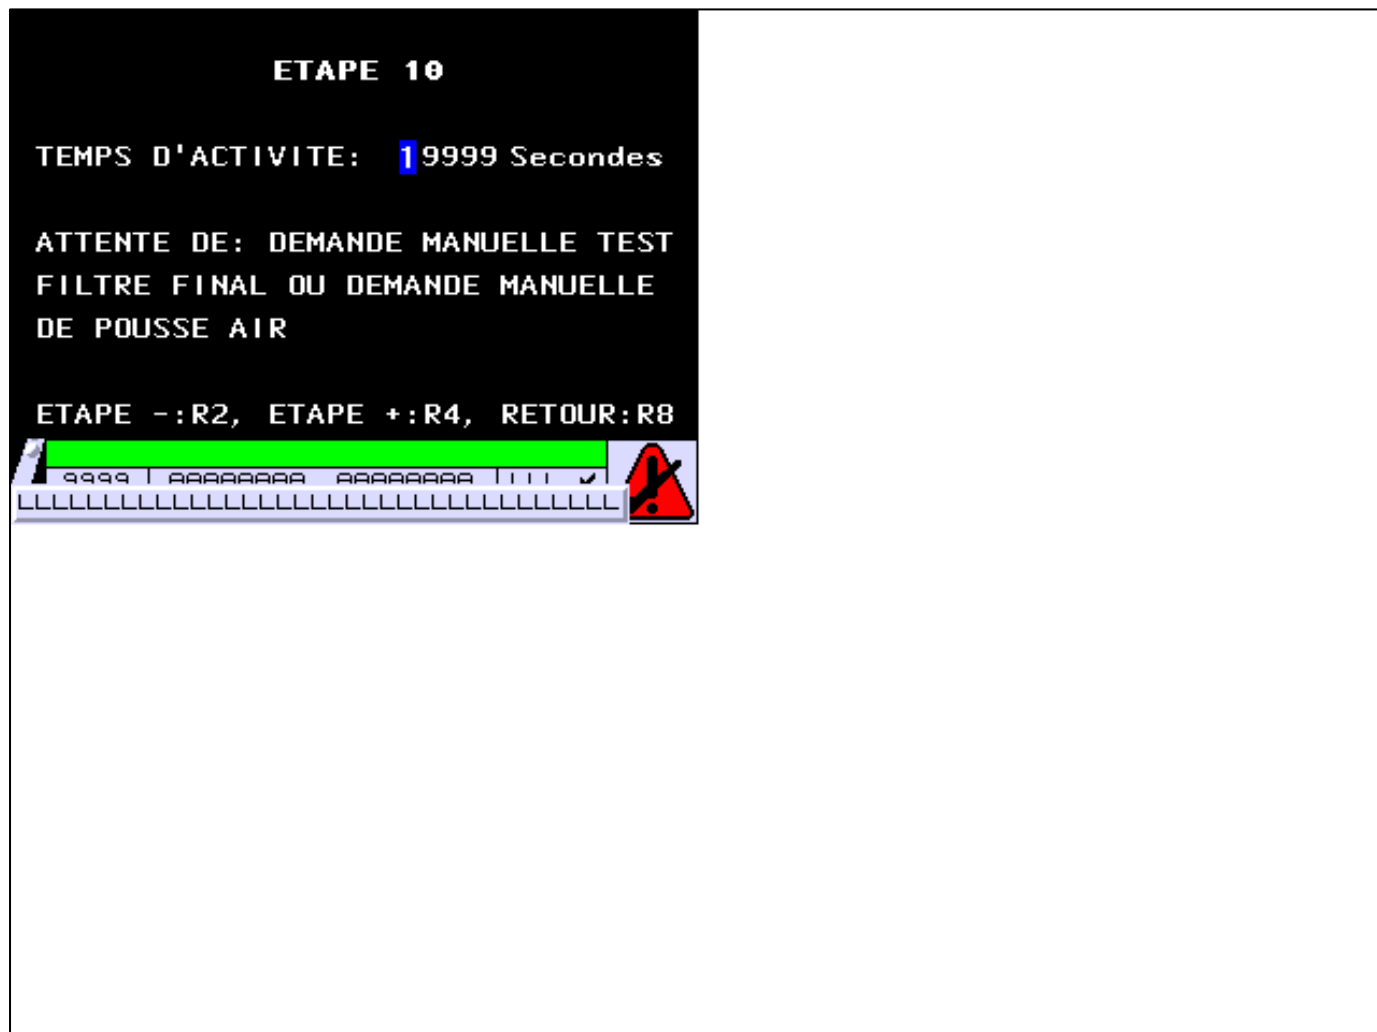 ETAPE 10
TEMPS D'ACTIVITE: 19999 Secondes
ATTENTE DE: DEMANDE MANUELLE TEST
FILTRE FINAL OU DEMANDE MANUELLE
DE POUSSE AIR
ETAPE -:R2, ETAPE +:R4, RETOUR:R8
LLLLLLLLLLLLLLLLLLLLLLLLLLLLLLLLLLL